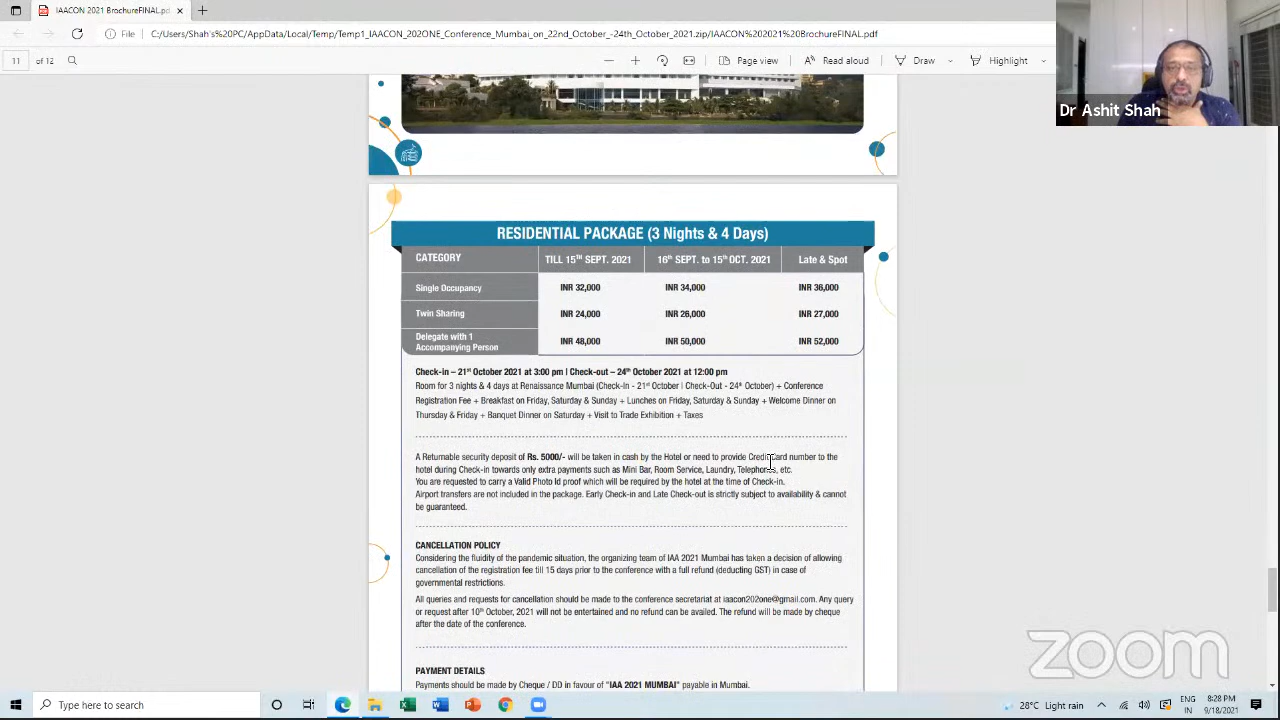 IAACON 2021 BrochureFINAL.pdf
File
C:/Users/Shah's%20PC/AppData/Local/Temp/Temp1_IAACON_202ONE_Conference_Mumbai_on_22nd_October_-24th_October_2021.zip/IAACON%202021%20BrochureFINAL.pdf
11 of 12
Page view
Read aloud
Draw
Highlight
Dr Ashit Shah
RESIDENTIAL PACKAGE (3 Nights & 4 Days)
CATEGORY TILL 15TH SEPT. 2021 16th SEPT. to 15th OCT. 2021 Late & Spot
Single Occupancy INR 32,000 INR 34,000 INR 36,000
Twin Sharing INR 24,000 INR 26,000 INR 27,000
Delegate with 1
Accompanying Person INR 48,000 INR 50,000 INR 52,000
Check-in – 21st October 2021 at 3:00 pm | Check-out – 24th October 2021 at 12:00 pm
Room for 3 nights & 4 days at Renaissance Mumbai (Check-In - 21st October | Check-Out - 24th October) + Conference
Registration Fee + Breakfast on Friday, Saturday & Sunday + Lunches on Friday, Saturday & Sunday + Welcome Dinner on
Thursday & Friday + Banquet Dinner on Saturday + Visit to Trade Exhibition + Taxes
A Returnable security deposit of Rs. 5000/- will be taken in cash by the Hotel or need to provide Credit Card number to the
hotel during Check-in towards only extra payments such as Mini Bar, Room Service, Laundry, Telephones, etc.
You are requested to carry a Valid Photo Id proof which will be required by the hotel at the time of Check-in.
Airport transfers are not included in the package. Early Check-in and Late Check-out is strictly subject to availability & cannot
be guaranteed.
CANCELLATION POLICY
Considering the fluidity of the pandemic situation, the organizing team of IAA 2021 Mumbai has taken a decision of allowing
cancellation of the registration fee till 15 days prior to the conference with a full refund (deducting GST) in case of
governmental restrictions.
All queries and requests for cancellation should be made to the conference secretariat at iaacon202one@gmail.com. Any query
or request after 10th October, 2021 will not be entertained and no refund can be availed. The refund will be made by cheque
after the date of the conference.
PAYMENT DETAILS
Payments should be made by Cheque / DD in favour of "IAA 2021 MUMBAI" payable in Mumbai.
zoom
Type here to search
28°C Light rain
ENG
IN
8:28 PM
9/18/2021